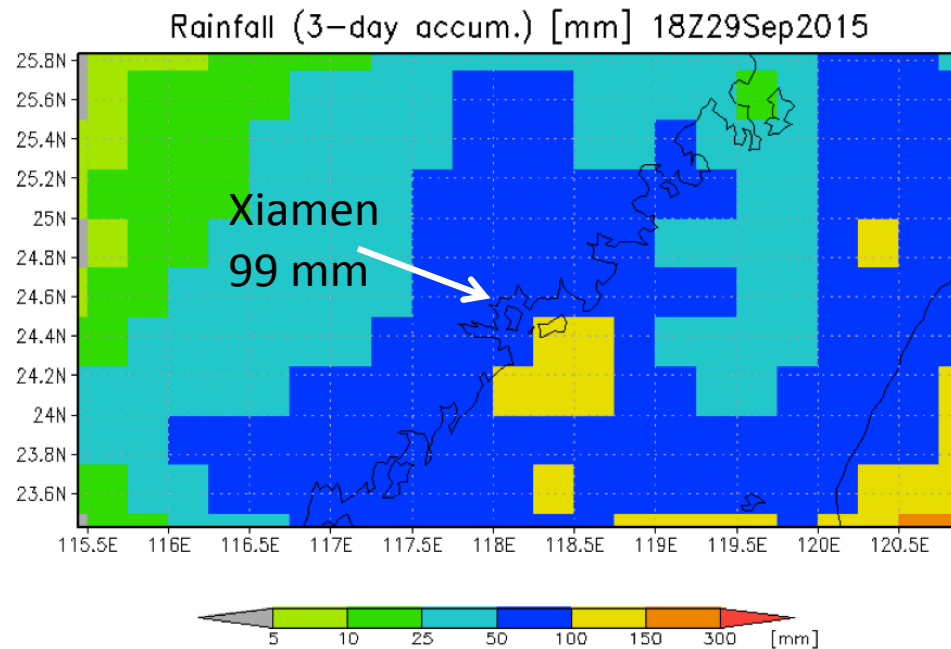 Rainfall (3-day accum.) [mm] 18Z29Sep2015
25.8N
25.6N
25.4N
25.2N
25N
24.8N
24.6N
24.4N
24.2N
24N
23.8N
23.6N
Xiamen
99 mm
115.5E 116E 116.5E 117E 117.5E 118E 118.5E 119E 119.5E 120E 120.5E
5 10 25 50 100 150 300 [mm]